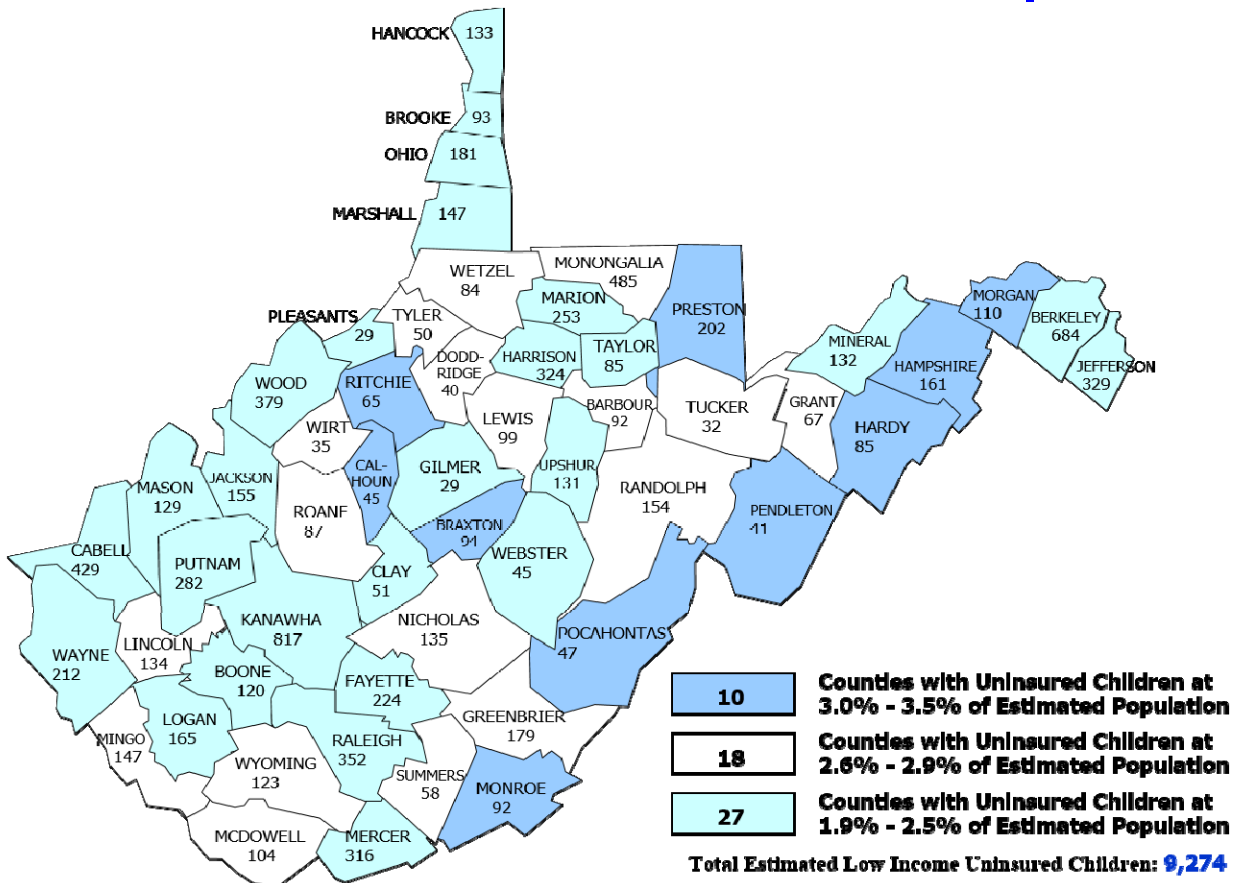 HANCOCK 133
BROOKE 93
OHIO 181
MARSHALL 147
WETZEL
84
MONONGALIA
485
MARION
253
PRESTON
202
MORGAN
110
BERKELEY
684
JEFFERSON
329
MINERAL
132
HAMPSHIRE
161
PLEASANTS
29
TYLER
50
DODD-
RIDGE
40
HARRISON
324
TAYLOR
85
WOOD
379
RITCHIE
65
BARBOUR
92
TUCKER
32
GRANT
67
HARDY
85
WIRT
35
LEWIS
99
CAL-
HOUN
45
GILMER
29
UPSHUR
131
RANDOLPH
154
PENDLETON
41
MASON
129
JACKSON
155
ROANE
87
BRAXTON
94
WEBSTER
45
CABELL
429
PUTNAM
282
CLAY
51
KANAWHA
817
NICHOLAS
135
POCAHONTAS
47
WAYNE
212
LINCOLN
134
BOONE
120
FAYETTE
224
LOGAN
165
GREENBRIER
179
MINGO
147
WYOMING
123
RALEIGH
352
SUMMERS
58
MONROE
92
MCDOWELL
104
MERCER
316
10 Counties with Uninsured Children at
3.0% - 3.5% of Estimated Population
18 Counties with Uninsured Children at
2.6% - 2.9% of Estimated Population
27 Counties with Uninsured Children at
1.9% - 2.5% of Estimated Population
Total Estimated Low Income Uninsured Children: 9,274